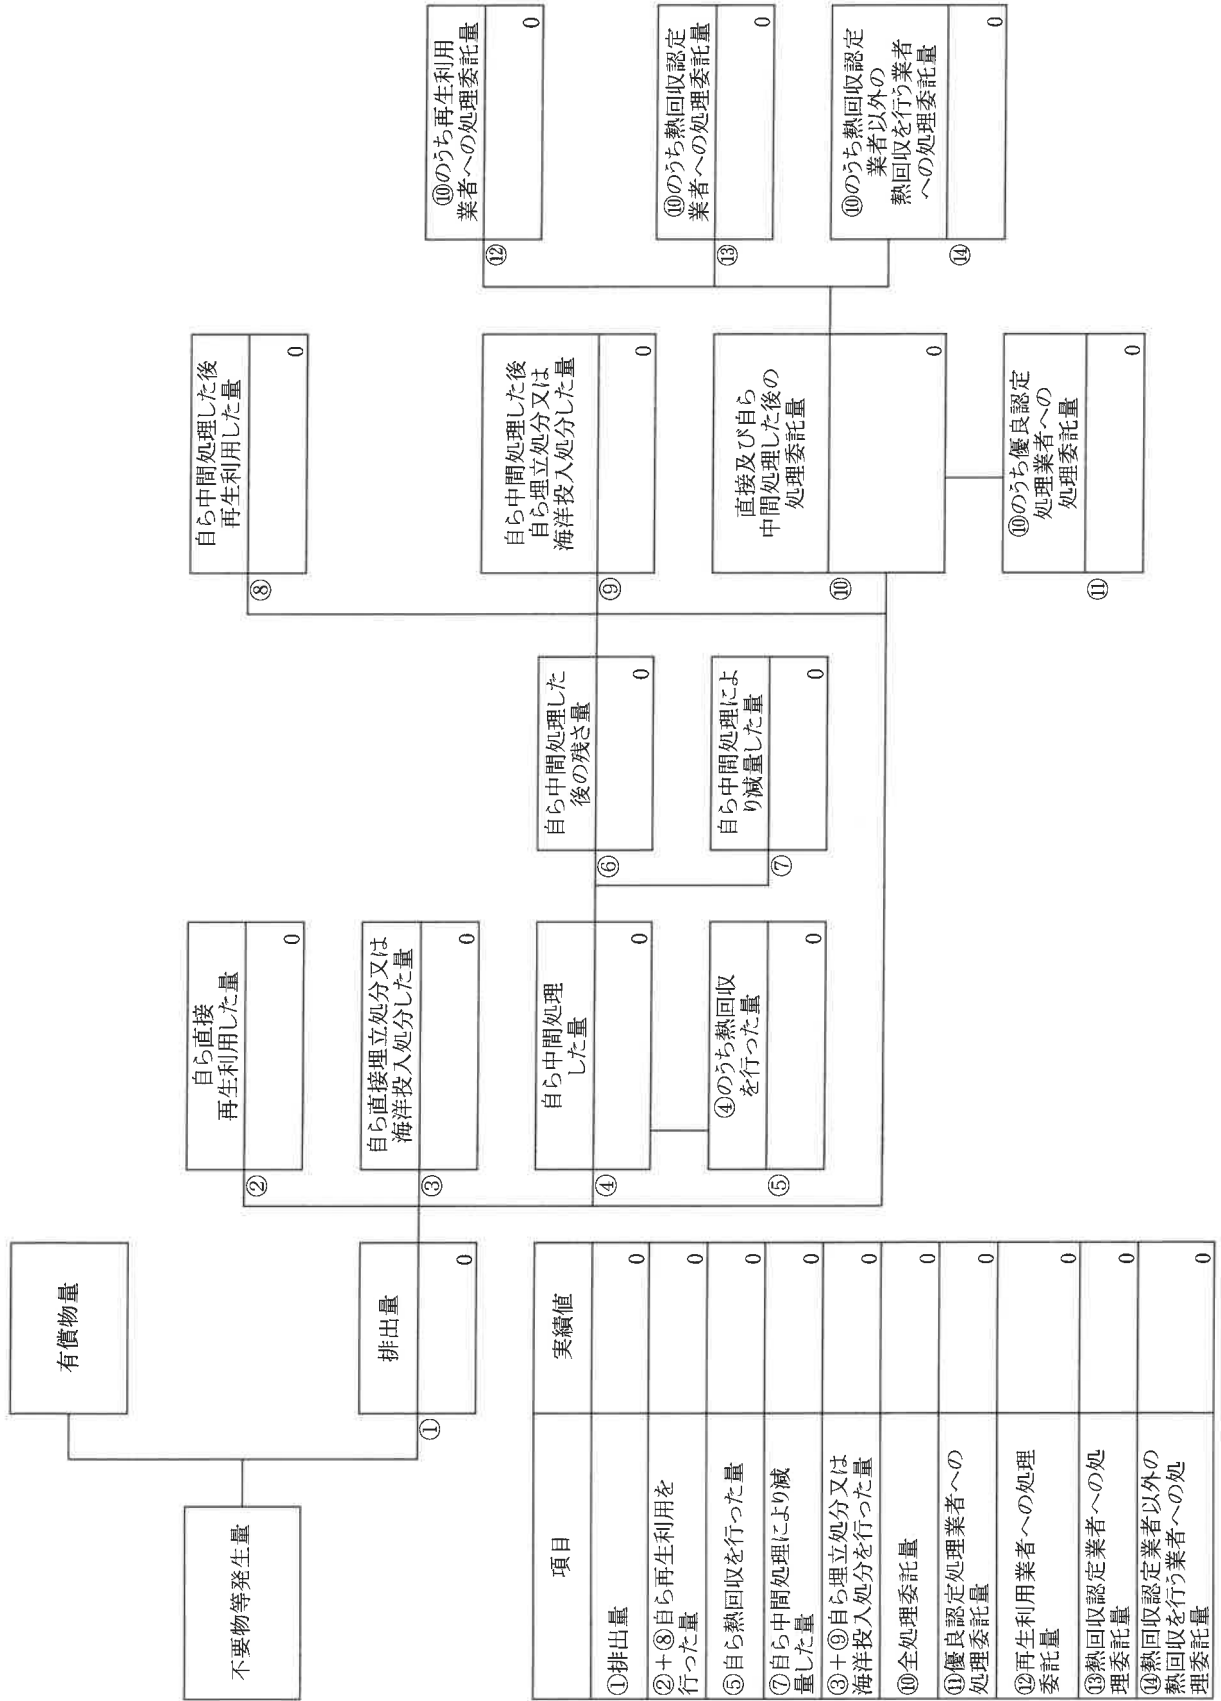 不要物等発生量
有償物量
①
排出量
0
②
自ら直接
再生利用した量
0
③
自ら直接埋立処分又は
海洋投入処分した量
0
④
自ら中間処理
した量
0
⑤
④のうち熱回収
を行った量
0
⑥
自ら中間処理した
後の残さ量
0
⑦
自ら中間処理によ
り減量した量
0
⑧
自ら中間処理した後
再生利用した量
0
⑨
自ら中間処理した後
自ら埋立処分又は
海洋投入処分した量
0
⑩
直接及び自ら
中間処理した後の
処理委託量
0
⑪
⑩のうち優良認定
処理業者への
処理委託量
0
⑫
⑩のうち再生利用
業者への処理委託量
0
⑬
⑩のうち熱回収認定
業者への処理委託量
0
⑭
⑩のうち熱回収認定
業者以外の
熱回収を行う業者
への処理委託量
0
項目 実績値
①排出量 0
②+⑧自ら再生利用を
行った量 0
⑤自ら熱回収を行った量 0
⑦自ら中間処理により減
量した量 0
③+⑨自ら埋立処分又は
海洋投入処分を行った量 0
⑩全処理委託量 0
⑪優良認定処理業者への
処理委託量 0
⑫再生利用業者への処理
委託量 0
⑬熱回収認定業者への処
理委託量 0
⑭熱回収認定業者以外の
熱回収を行う業者への処
理委託量 0